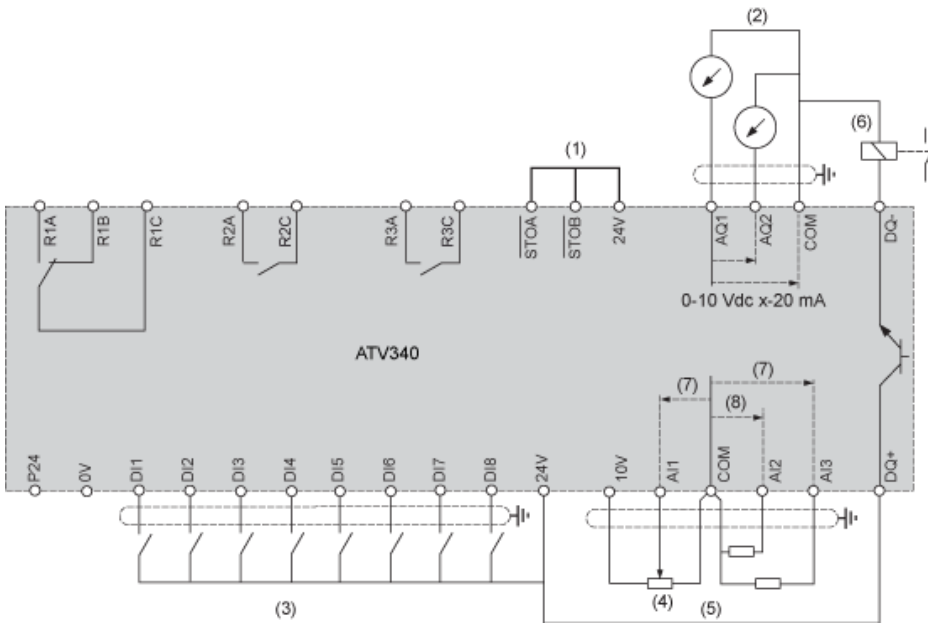 (2)
(6)
(1)
R1A
R1B
R1C
R2A
R2C
R3A
R3C
STOA
STOB
24V
AQ1
AQ2
COM
DQ-
0-10 Vdc x-20 mA
ATV340
(7)
(7)
(8)
P24
0V
DI1
DI2
DI3
DI4
DI5
DI6
DI7
DI8
24V
10V
AI1
COM
AI2
AI3
DQ+
(3)
(4)
(5)